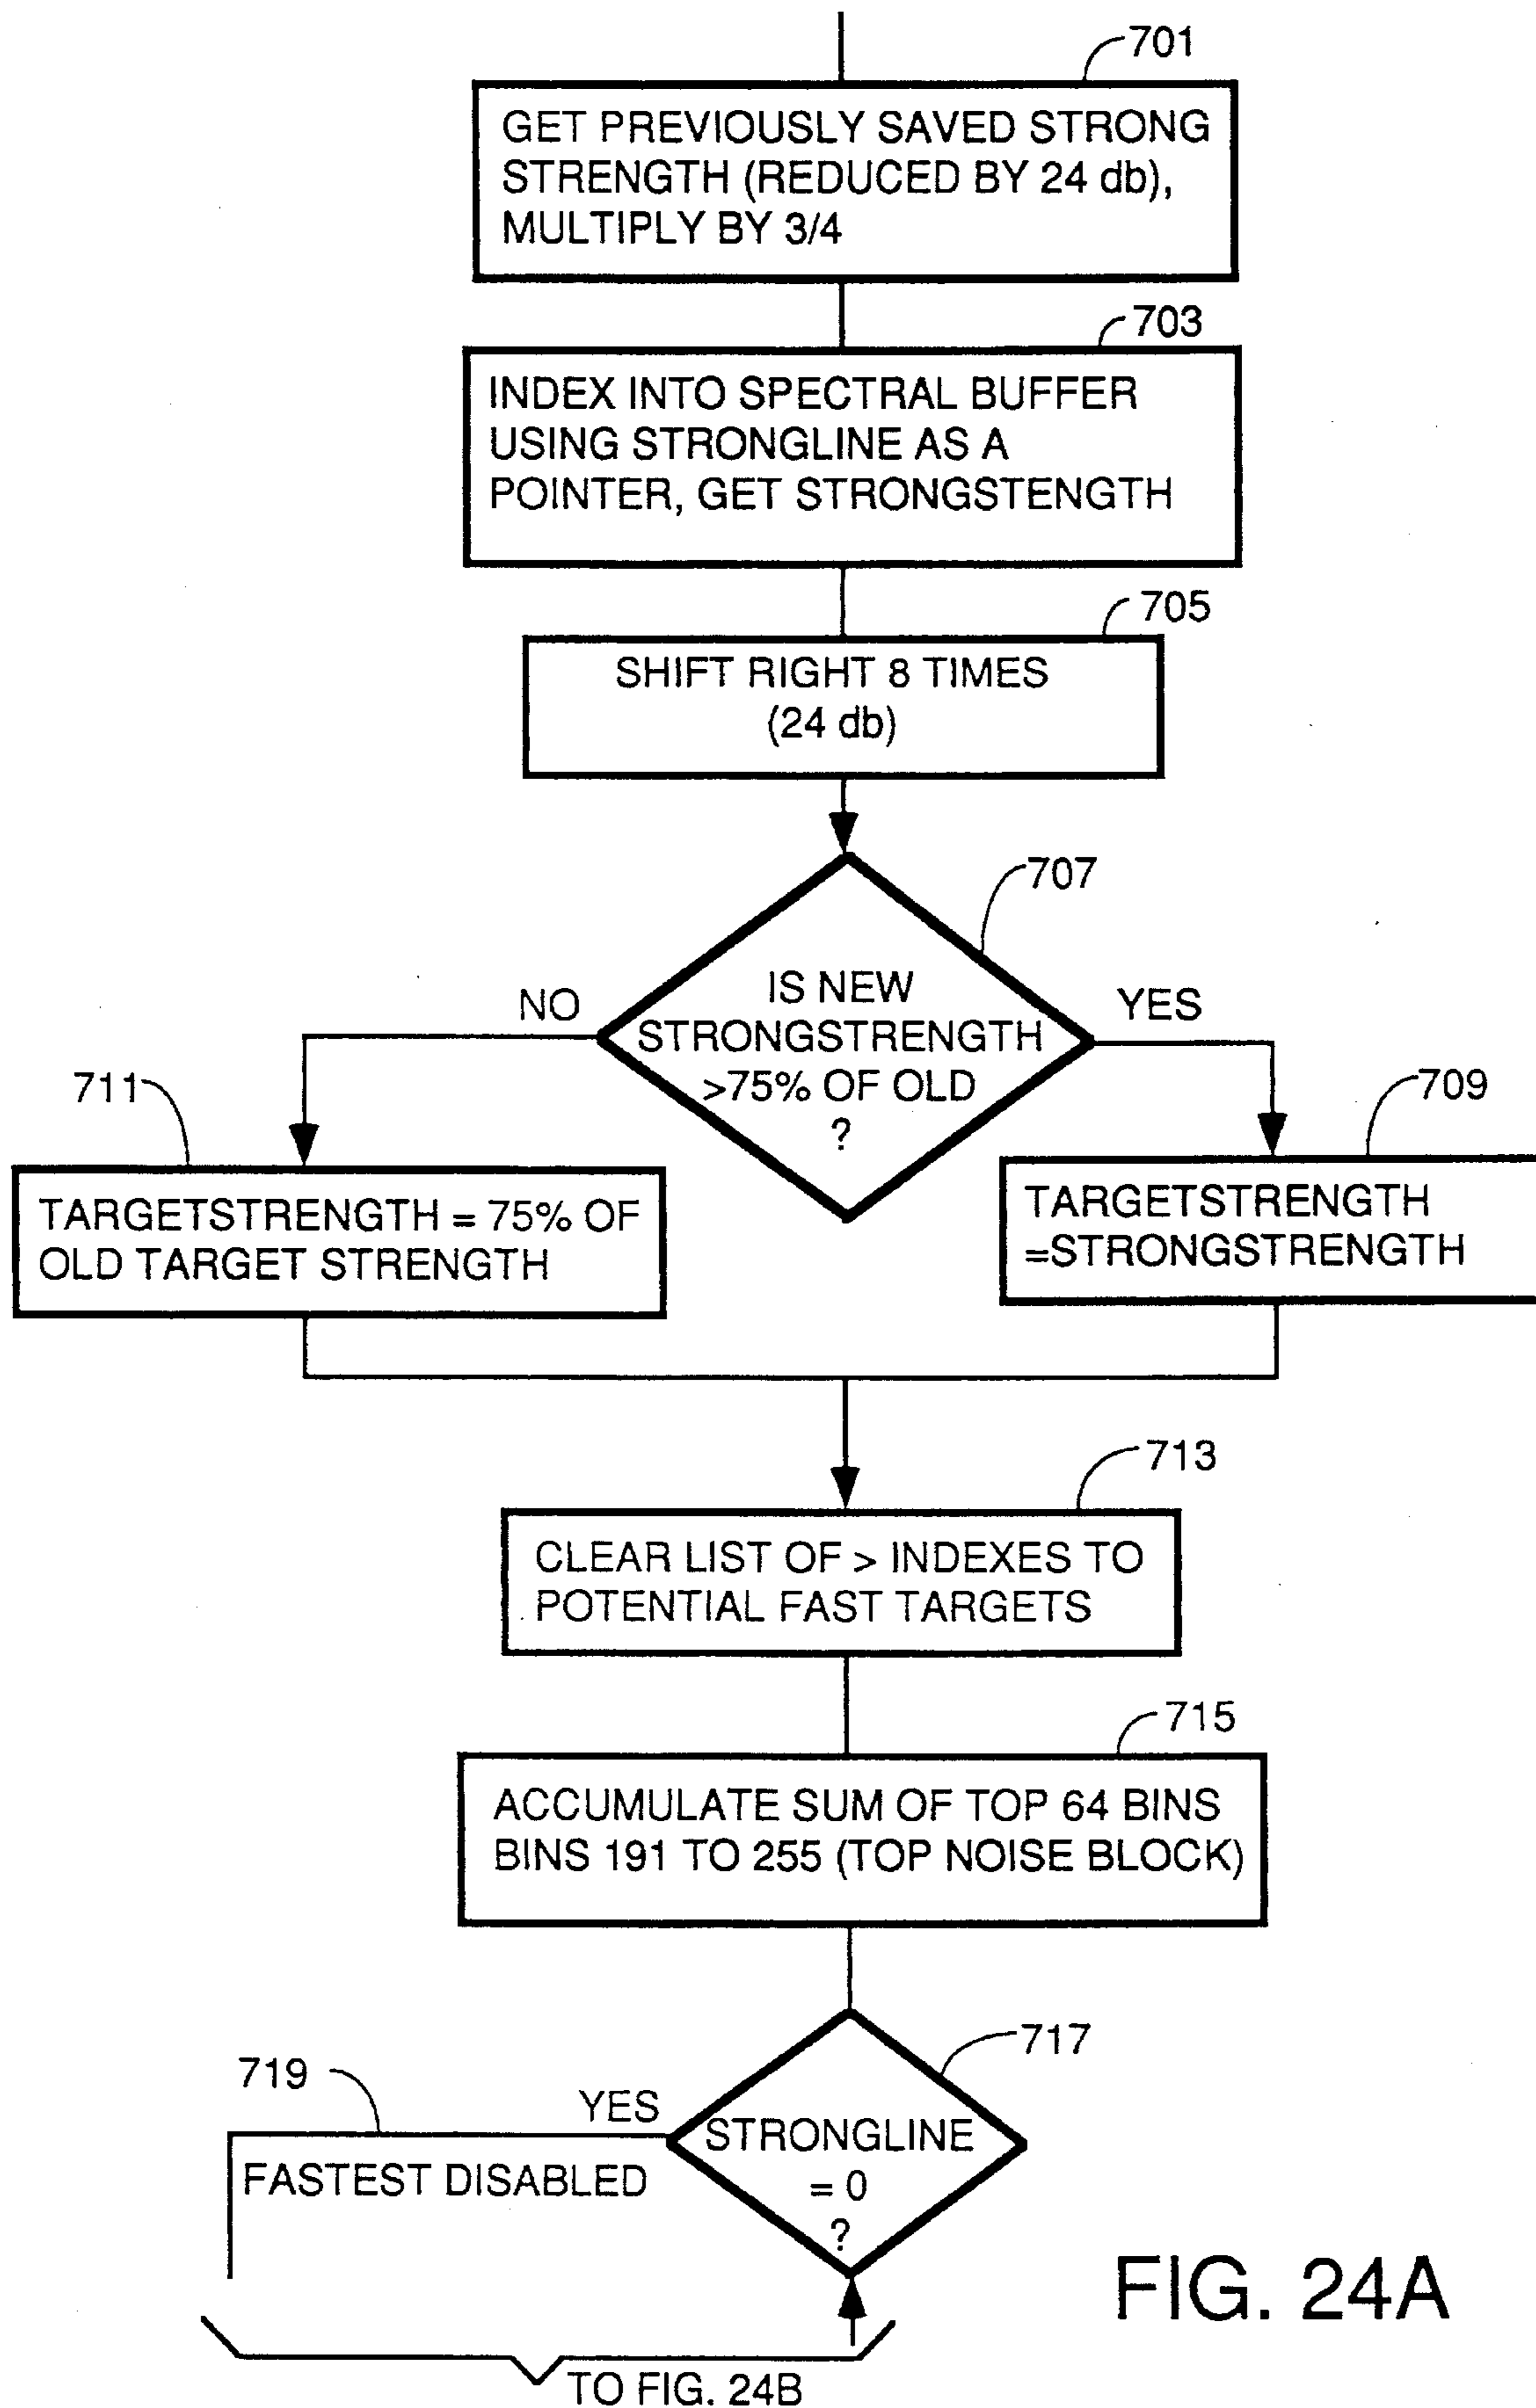 701
GET PREVIOUSLY SAVED STRONG
STRENGTH (REDUCED BY 24 db),
MULTIPLY BY 3/4
703
INDEX INTO SPECTRAL BUFFER
USING STRONGLINE AS A
POINTER, GET STRONGSTENGTH
705
SHIFT RIGHT 8 TIMES
(24 db)
707
IS NEW
STRONGSTRENGTH
>75% OF OLD
?
NO
YES
711
TARGETSTRENGTH = 75% OF
OLD TARGET STRENGTH
709
TARGETSTRENGTH
=STRONGSTRENGTH
713
CLEAR LIST OF > INDEXES TO
POTENTIAL FAST TARGETS
715
ACCUMULATE SUM OF TOP 64 BINS
BINS 191 TO 255 (TOP NOISE BLOCK)
717
STRONGLINE
= 0
?
719
YES
FASTEST DISABLED
TO FIG. 24B
FIG. 24A